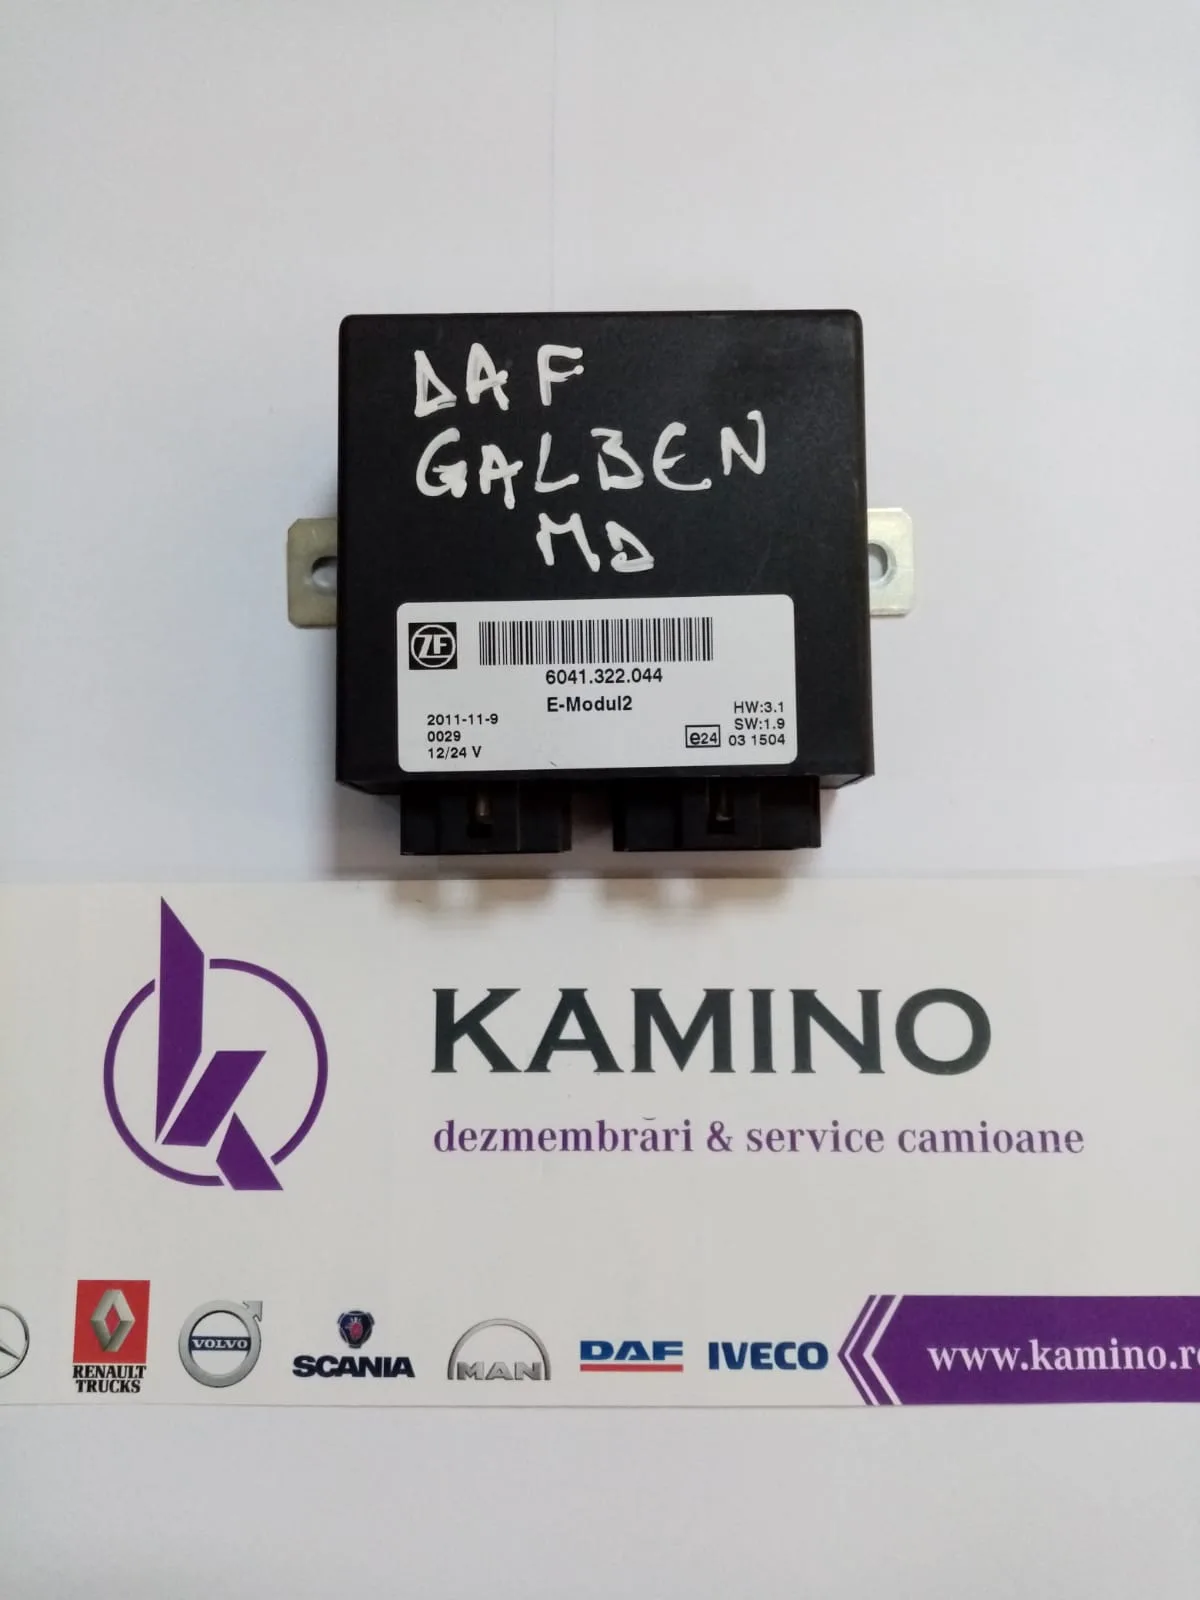 DAF
GALBEN
MD
ZF
6041.322.044
E-Modul2
2011-11-9
0029
12/24 V
HW:3.1
SW:1.9
e24 03 1504
KAMINO
dezmembrări & service camioane
RENAULT
TRUCKS
VOLVO
SCANIA
MAN
DAF
IVECO
www.kamino.ro